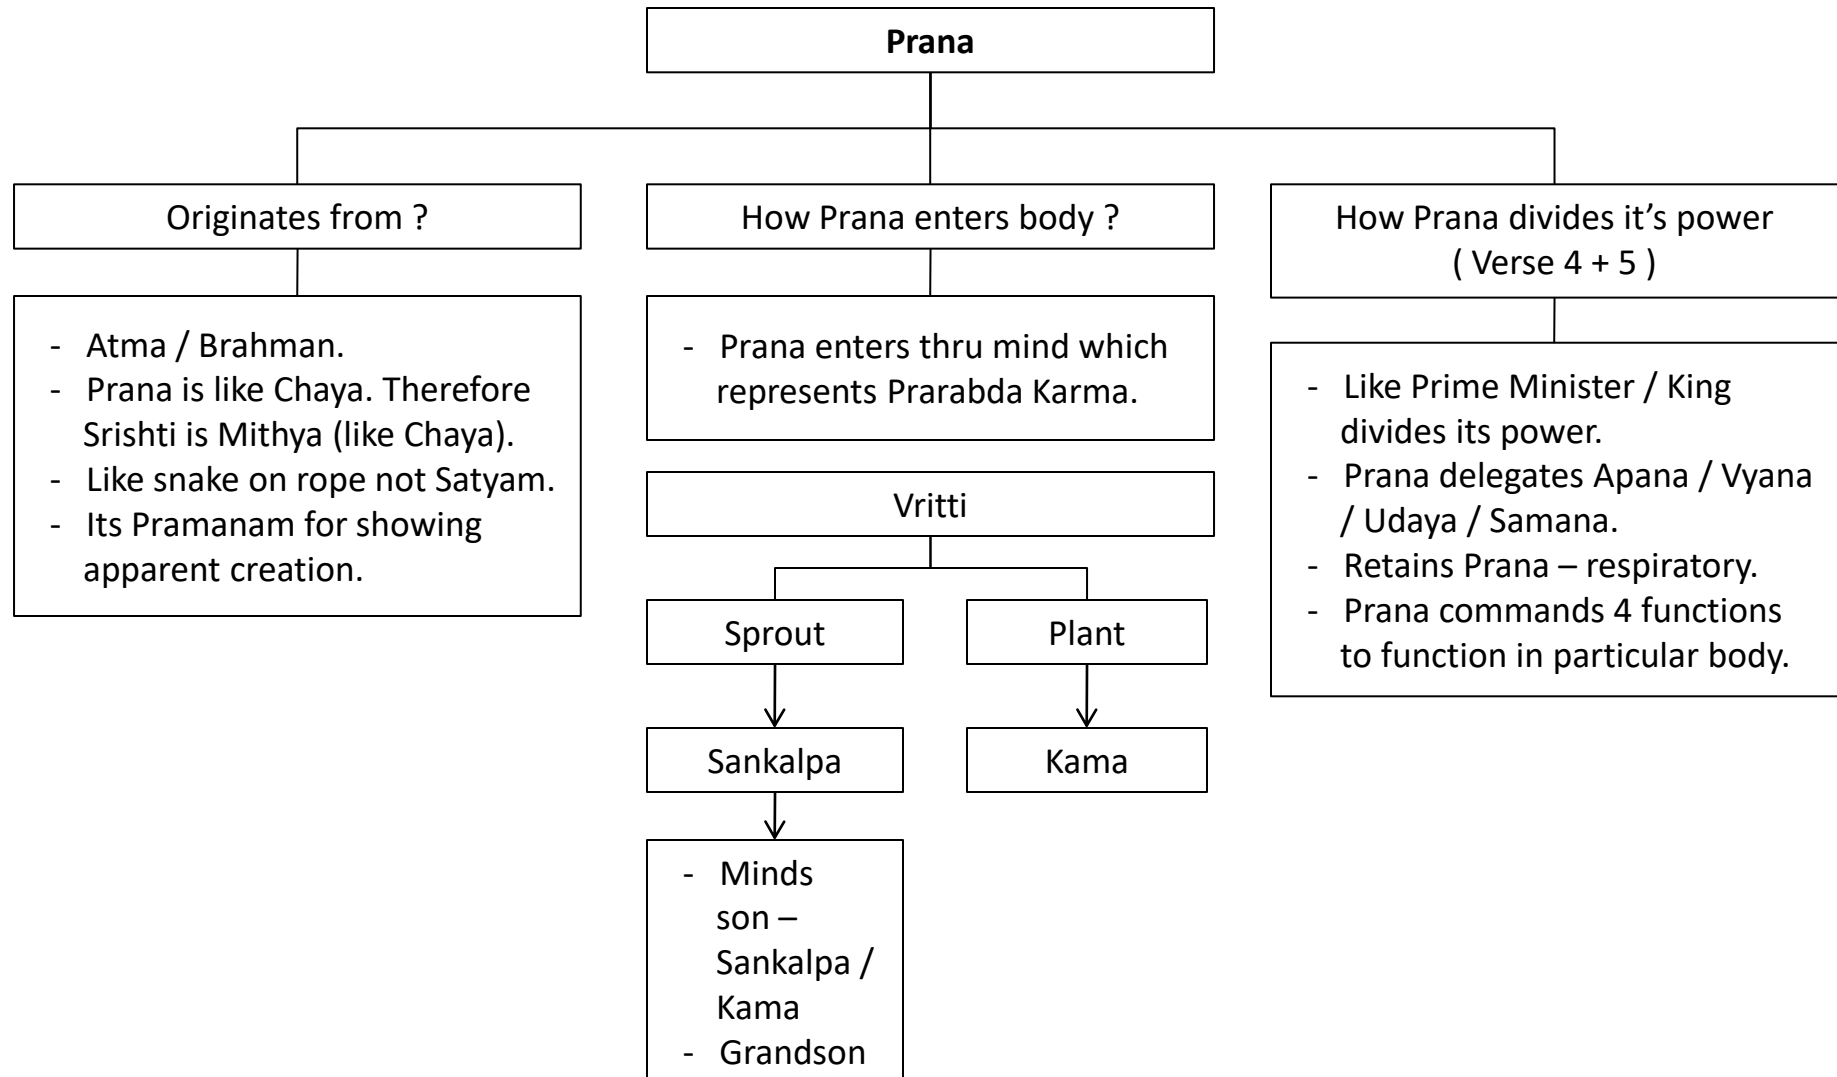 Prana
Originates from ?
- Atma / Brahman.
- Prana is like Chaya. Therefore
Srishti is Mithya (like Chaya).
- Like snake on rope not Satyam.
- Its Pramanam for showing
apparent creation.
How Prana enters body ?
- Prana enters thru mind which
represents Prarabda Karma.
Vritti
Sprout
Plant
Sankalpa
Kama
- Minds
son –
Sankalpa /
Kama
- Grandson
How Prana divides it’s power
( Verse 4 + 5 )
- Like Prime Minister / King
divides its power.
- Prana delegates Apana / Vyana
/ Udaya / Samana.
- Retains Prana – respiratory.
- Prana commands 4 functions
to function in particular body.